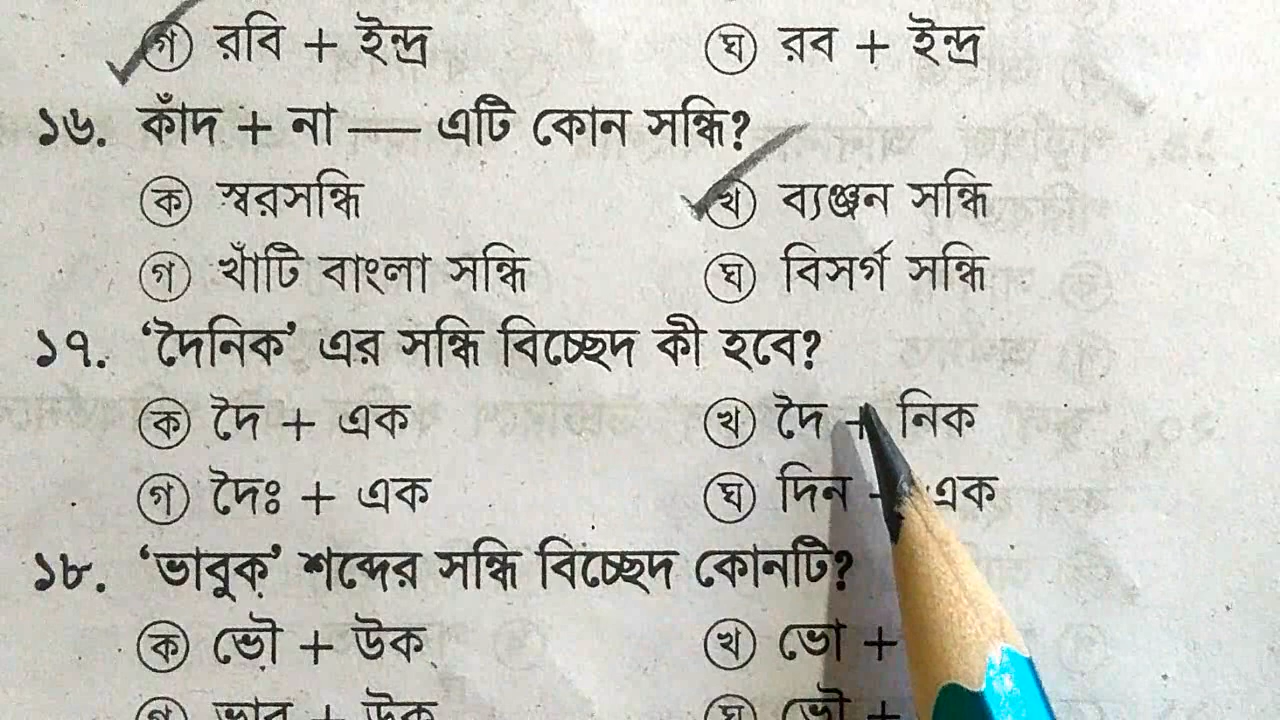 গ রবি + ইন্দ্র ঘ রব + ইন্দ্র
১৬. কাঁদ + না — এটি কোন সন্ধি?
ক স্বরসন্ধি খ ব্যঞ্জন সন্ধি
গ খাঁটি বাংলা সন্ধি ঘ বিসর্গ সন্ধি
১৭. ‘দৈনিক’ এর সন্ধি বিচ্ছেদ কী হবে?
ক দৈ + এক খ দৈ + নিক
গ দৈঃ + এক ঘ দিন + এক
১৮. ‘ভাবুক’ শব্দের সন্ধি বিচ্ছেদ কোনটি?
ক ভৌ + উক খ ভো +
গ ভাব + উক ঘ ভৌ +